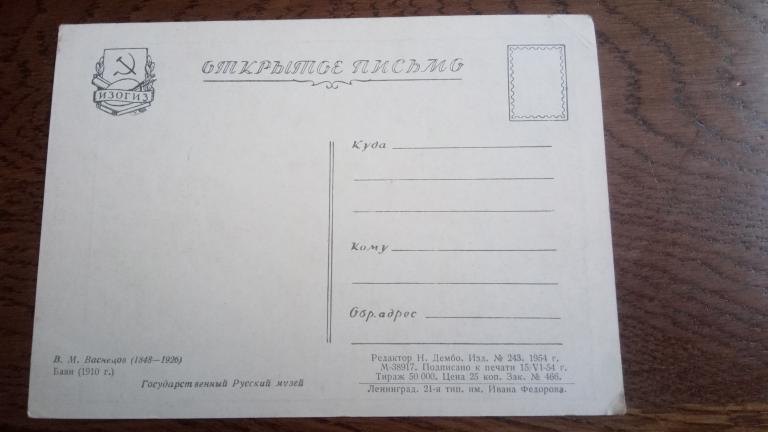 ИЗОГИЗ
ОТКРЫТОЕ ПИСЬМО
Куда
Кому
Обр. адрес
В. М. Васнецов (1848—1926)
Баян (1910 г.)
Государственный Русский музей
Редактор Н. Дембо. Изд. № 243. 1954 г.
М-38917. Подписано к печати 15/VI-54 г.
Тираж 50 000. Цена 25 коп. Зак. № 466.
Ленинград. 21-я тип. им. Ивана Федорова.